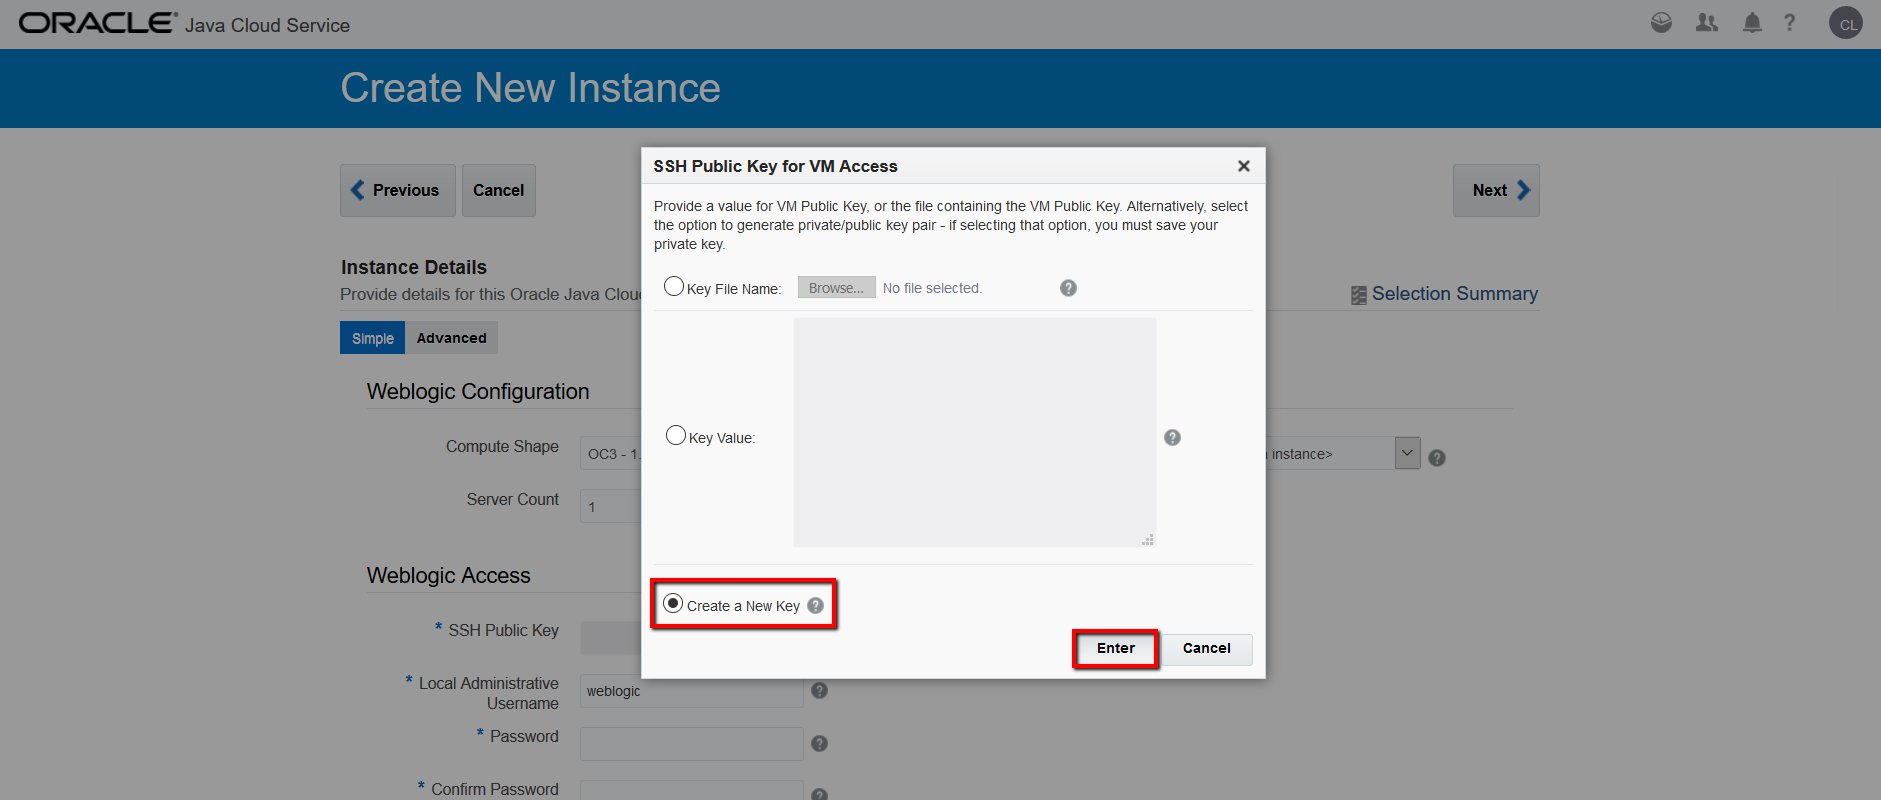 ORACLE® Java Cloud Service
?
CL
Create New Instance
Previous
Cancel
Next
Instance Details
Provide details for this Oracle Java Clou
Selection Summary
Simple
Advanced
Weblogic Configuration
Compute Shape
OC3 - 1.
instance>
?
Server Count
1
Weblogic Access
* SSH Public Key
* Local Administrative
Username
weblogic
?
* Password
?
* Confirm Password
?
SSH Public Key for VM Access
Provide a value for VM Public Key, or the file containing the VM Public Key. Alternatively, select
the option to generate private/public key pair - if selecting that option, you must save your
private key.
Key File Name:
Browse...
No file selected.
?
Key Value:
?
Create a New Key
?
Enter
Cancel